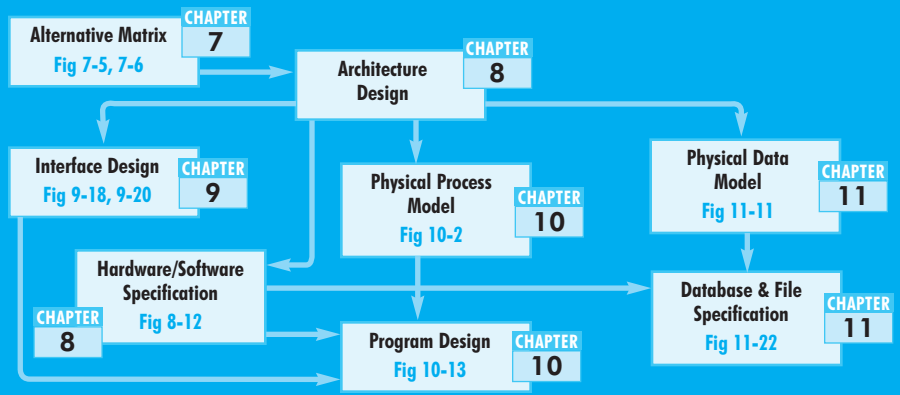 Alternative Matrix
Fig 7-5, 7-6
CHAPTER
7
Architecture
Design
CHAPTER
8
Interface Design
Fig 9-18, 9-20
CHAPTER
9
Physical Process
Model
Fig 10-2
CHAPTER
10
Physical Data
Model
Fig 11-11
CHAPTER
11
Hardware/Software
Specification
Fig 8-12
CHAPTER
8
Program Design
Fig 10-13
CHAPTER
10
Database & File
Specification
Fig 11-22
CHAPTER
11